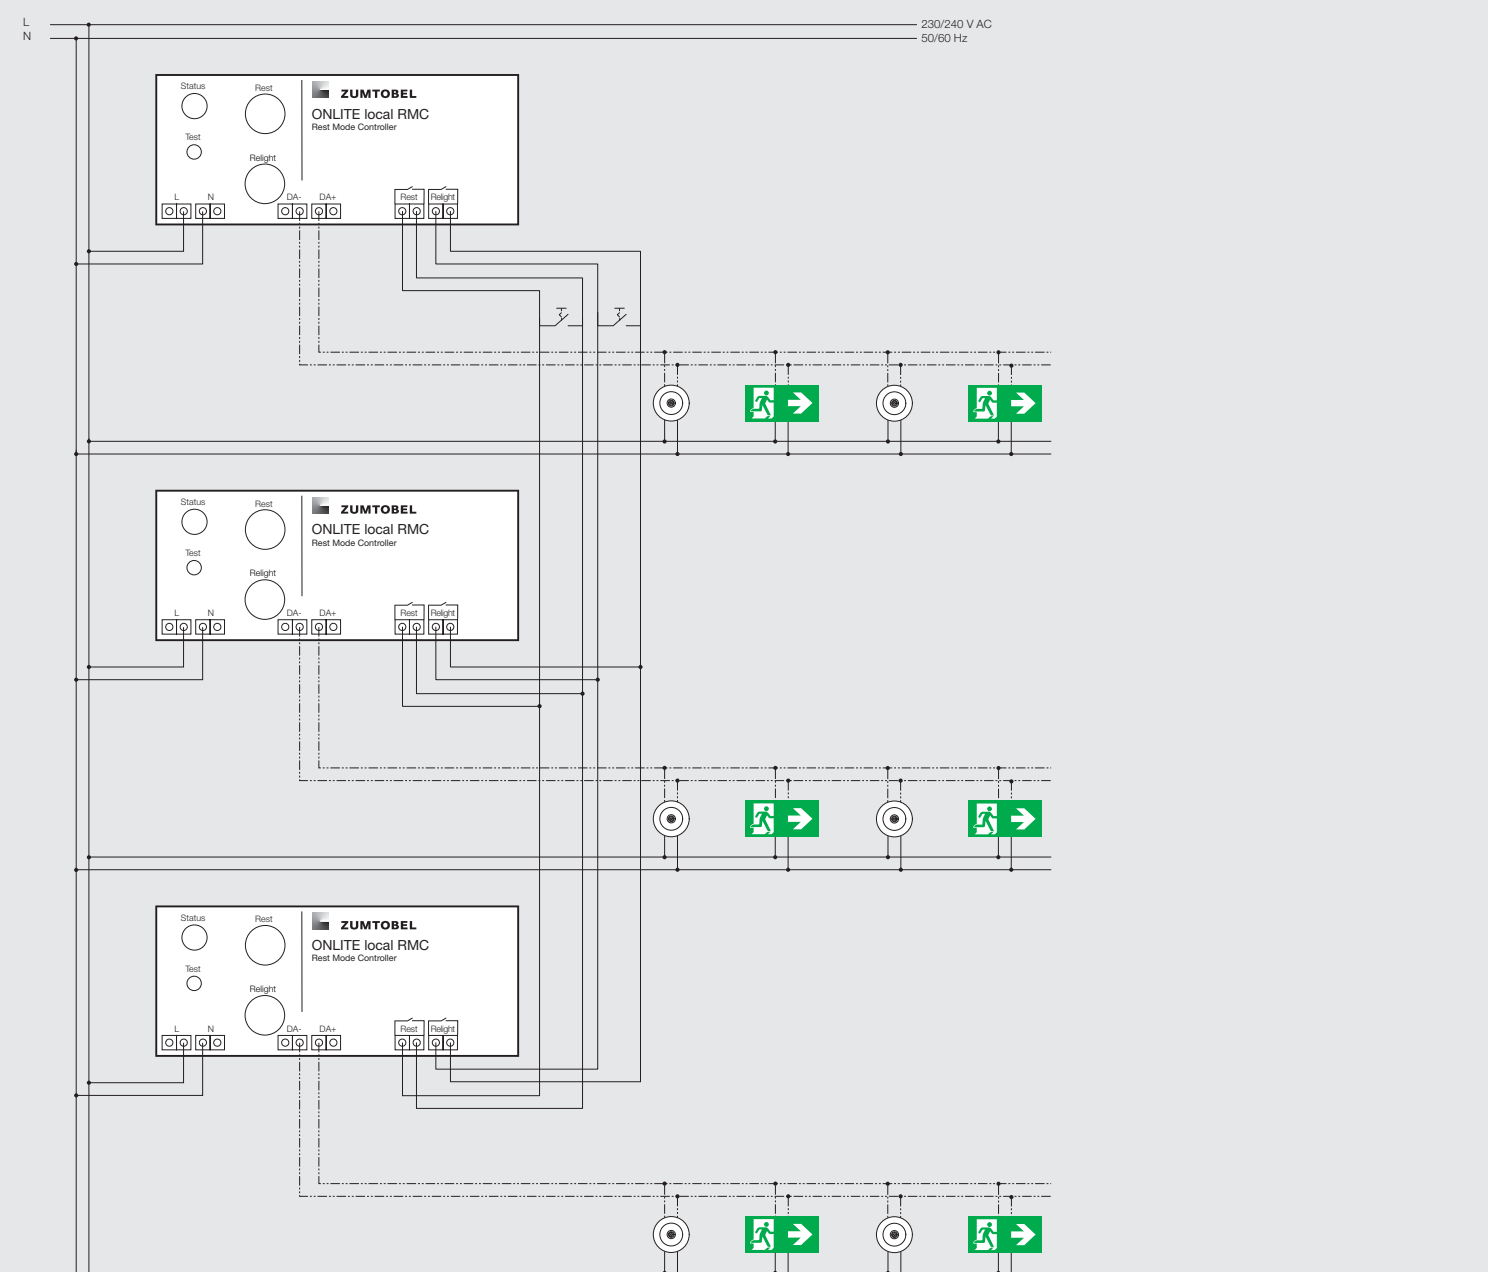 L
230/240 V AC
N
50/60 Hz
Status
Rest
ZUMTOBEL
ONLITE local RMC
Rest Mode Controller
Test
Relight
L
N
DA-
DA+
Rest
Relight
Status
Rest
ZUMTOBEL
ONLITE local RMC
Rest Mode Controller
Test
Relight
L
N
DA-
DA+
Rest
Relight
Status
Rest
ZUMTOBEL
ONLITE local RMC
Rest Mode Controller
Test
Relight
L
N
DA-
DA+
Rest
Relight